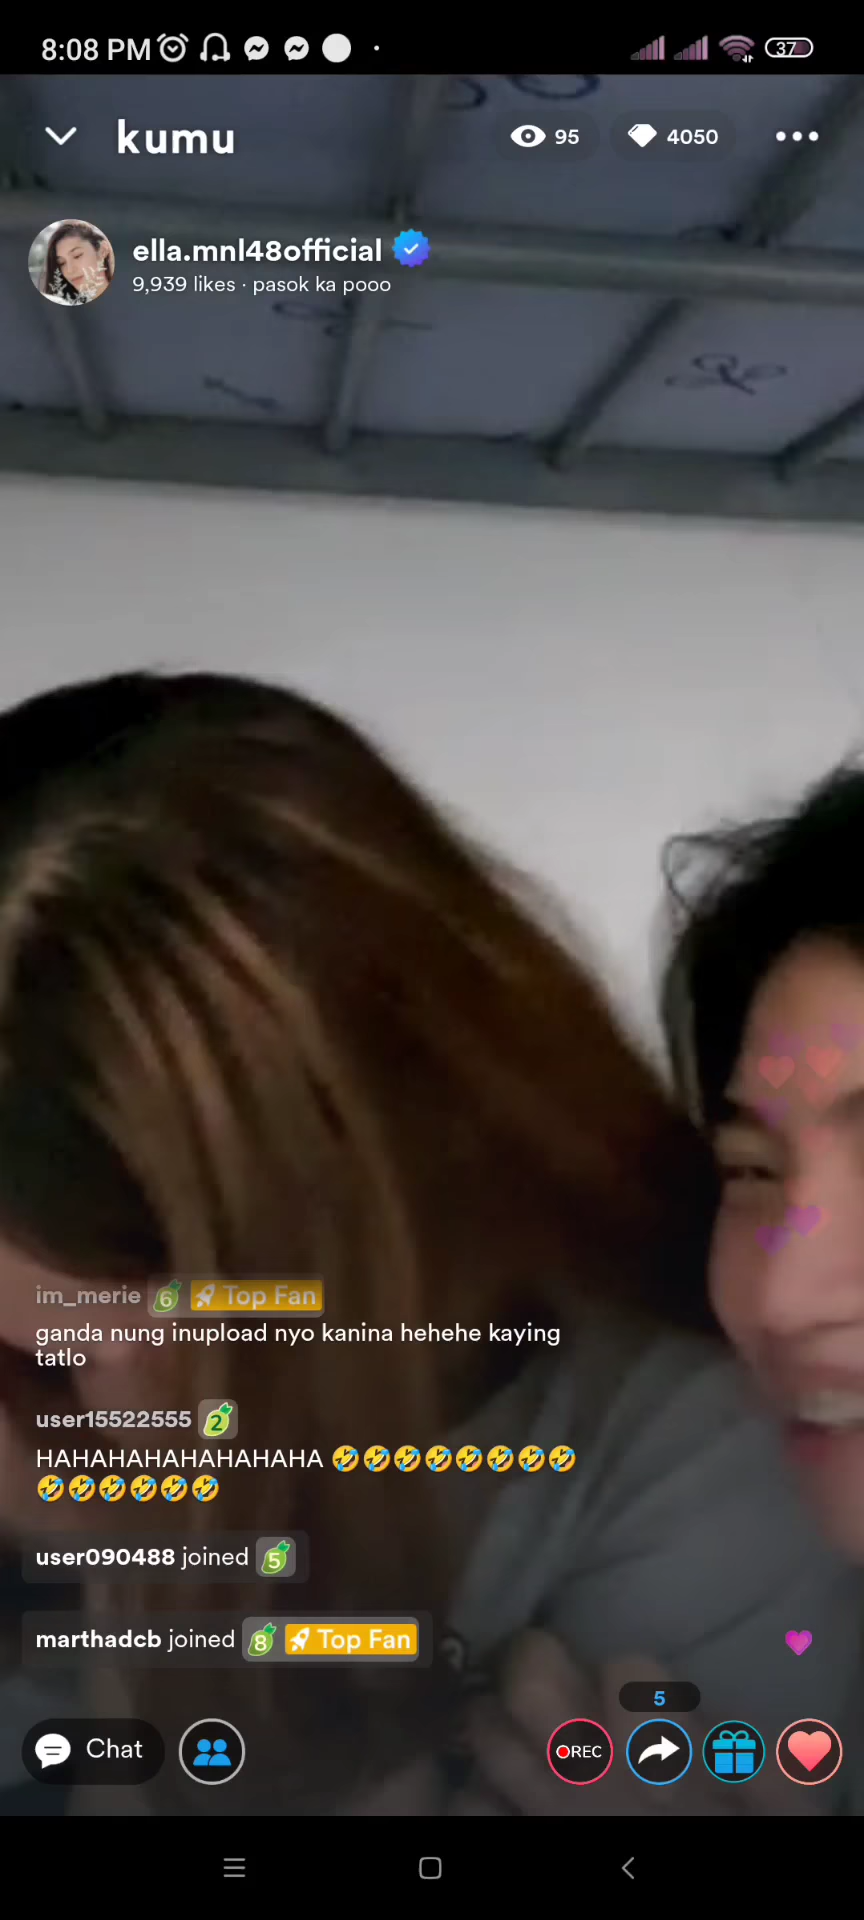 8:08 PM
37
kumu
95
4050
ella.mnl48official
9,939 likes · pasok ka pooo
im_merie 6 Top Fan
ganda nung inupload nyo kanina hehehe kaying
tatlo
user15522555 2
HAHAHAHAHAHAHAHA 🤣🤣🤣🤣🤣🤣🤣🤣
🤣🤣🤣🤣🤣🤣
user090488 joined 5
marthadcb joined 8 Top Fan
5
Chat
REC